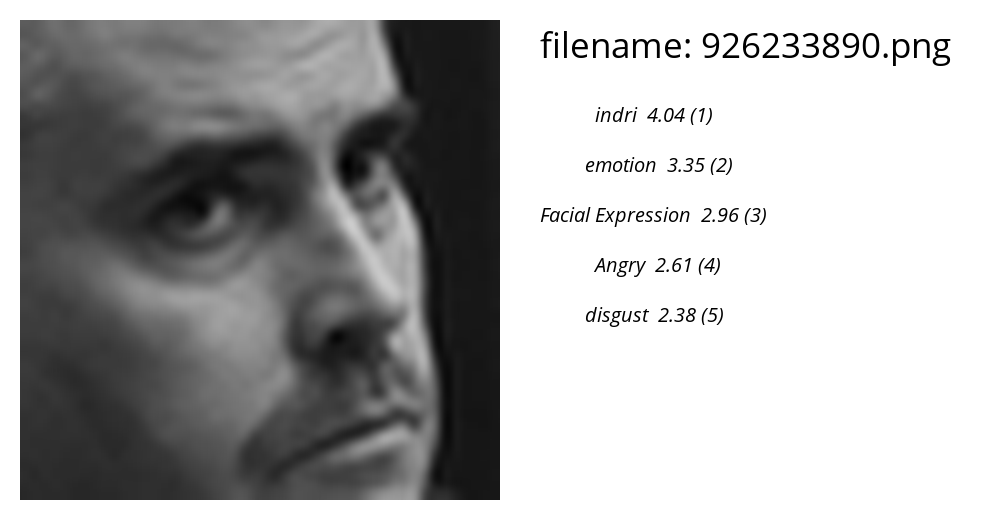 filename: 926233890.png
indri 4.04 (1)
emotion 3.35 (2)
Facial Expression 2.96 (3)
Angry 2.61 (4)
disgust 2.38 (5)